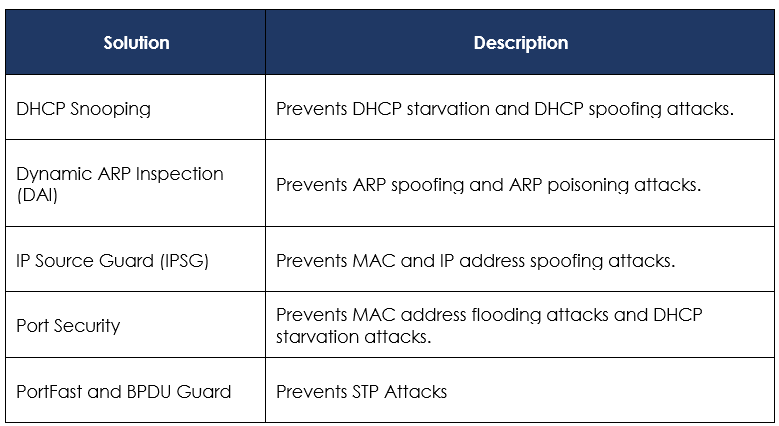 Solution Description
DHCP Snooping Prevents DHCP starvation and DHCP spoofing attacks.
Dynamic ARP Inspection
(DAI) Prevents ARP spoofing and ARP poisoning attacks.
IP Source Guard (IPSG) Prevents MAC and IP address spoofing attacks.
Port Security Prevents MAC address flooding attacks and DHCP
starvation attacks.
PortFast and BPDU Guard Prevents STP Attacks